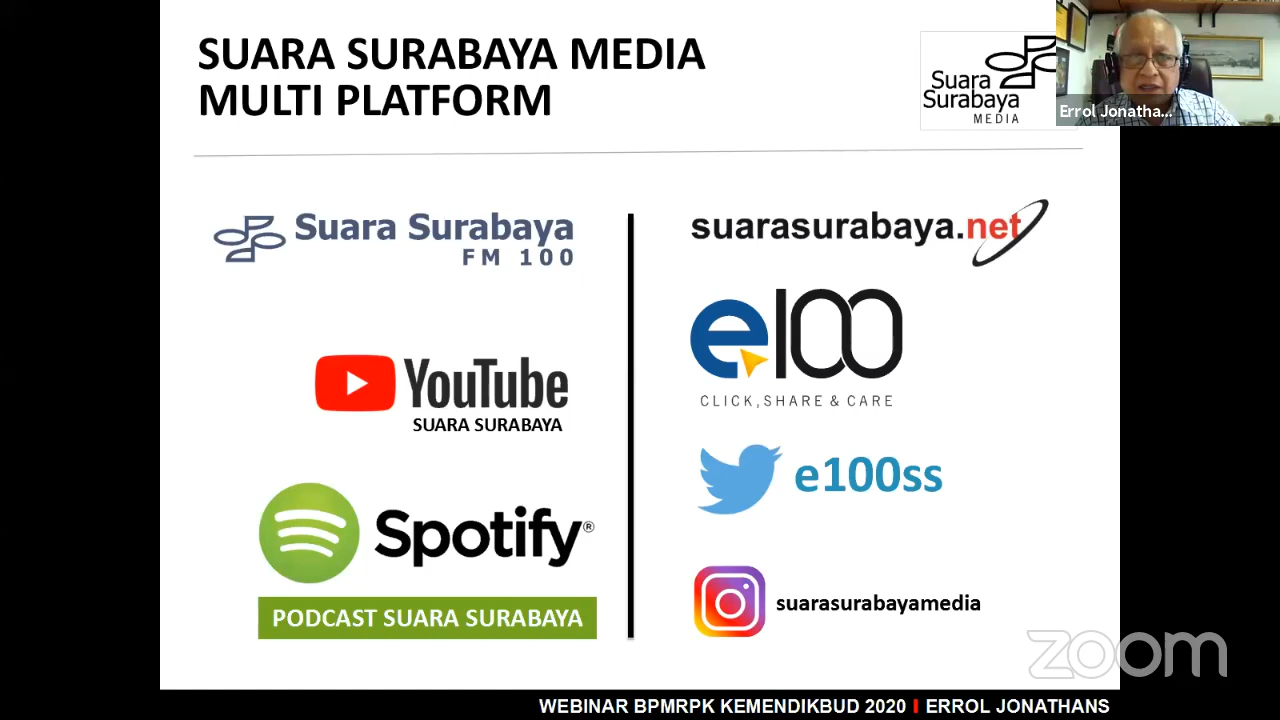 SUARA SURABAYA MEDIA
MULTI PLATFORM
Suara
Surabaya
MEDIA
Errol Jonatha...
Suara Surabaya
FM 100
YouTube
SUARA SURABAYA
Spotify®
PODCAST SUARA SURABAYA
suarasurabaya.net
e100
CLICK, SHARE & CARE
e100ss
suarasurabayamedia
zoom
WEBINAR BPMRPK KEMENDIKBUD 2020 I ERROL JONATHANS